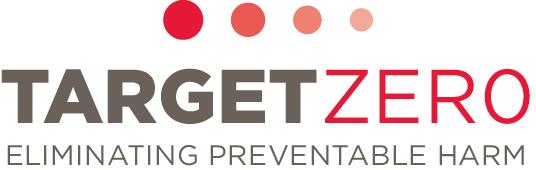 TARGETZERO
ELIMINATING PREVENTABLE HARM